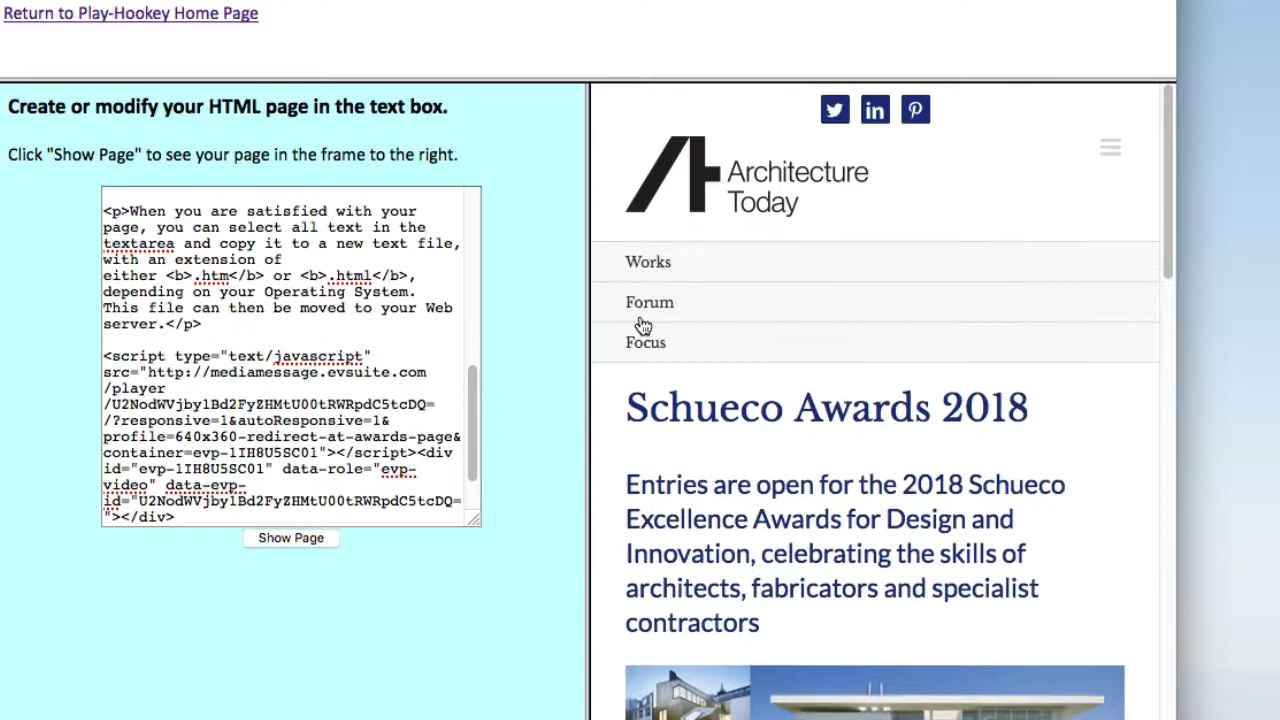 Return to Play-Hookey Home Page
Create or modify your HTML page in the text box.
Click "Show Page" to see your page in the frame to the right.
<p>When you are satisfied with your
page, you can select all text in the
textarea and copy it to a new text file,
with an extension of
either <b>.htm</b> or <b>.html</b>,
depending on your Operating System.
This file can then be moved to your Web
server.</p>
<script type="text/javascript"
src="http://mediamessage.evsuite.com
/player
/U2NodWVjby1Bd2FyZHMtU00tRWRpdC5tcDQ=
/?responsive=1&autoResponsive=1&
profile=640x360-redirect-at-awards-page&
container=evp-1IH8U5SC01"></script><div
id="evp-1IH8U5SC01" data-role="evp-
video" data-evp-
id="U2NodWVjby1Bd2FyZHMtU00tRWRpdC5tcDQ=
"></div>
Show Page
in
Architecture
Today
Works
Forum
Focus
Schueco Awards 2018
Entries are open for the 2018 Schueco
Excellence Awards for Design and
Innovation, celebrating the skills of
architects, fabricators and specialist
contractors